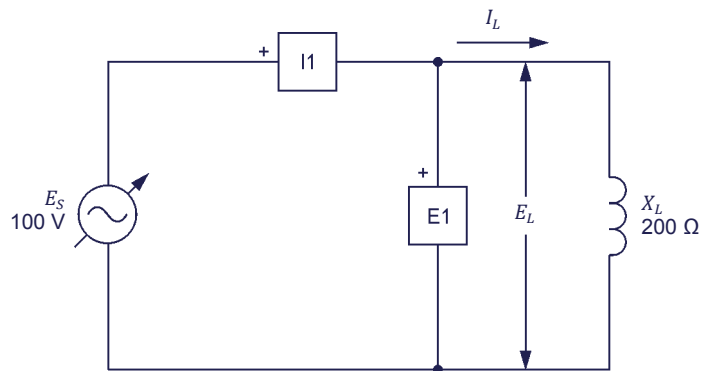 I_L
+
I1
+
E1
E_S
100 V
E_L
X_L
200 Ω